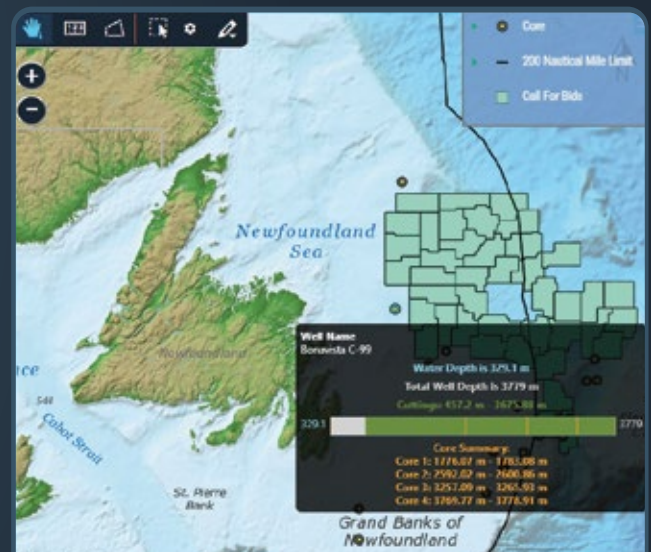 Core
200 Nautical Mile Limit
Call For Bids
Newfoundland
Sea
Well Name
Bonavista C-99
Newfoundland
Water Depth is 329.1 m
Total Well Depth is 3779 m
Cuttings: 457.2 m - 3675.88 m
329.1
3779
Core Summary:
Core 1: 1776.07 m - 1783.08 m
Core 2: 2592.02 m - 2600.86 m
Core 3: 3257.09 m - 3265.93 m
Core 4: 3769.77 m - 3778.91 m
Cabot Strait
St. Pierre
Bank
Grand Banks of
Newfoundland